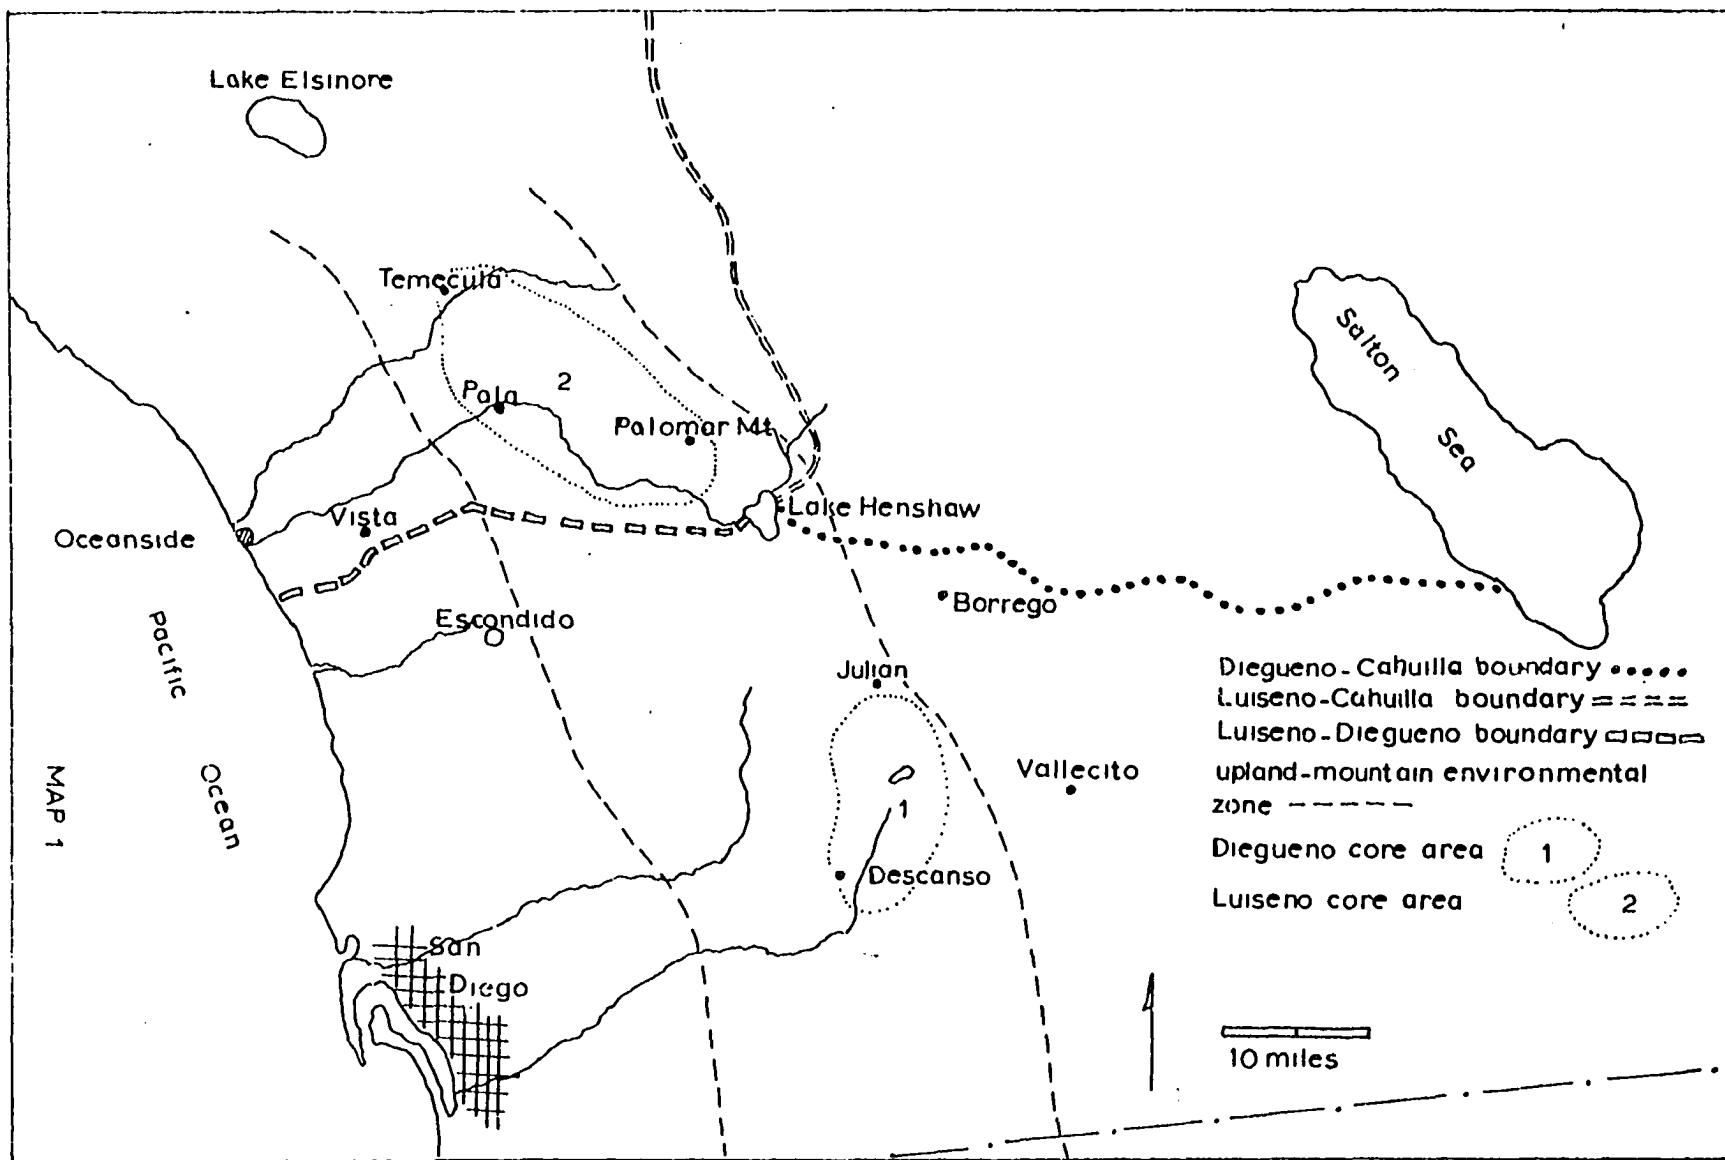 Lake Elsinore
Temecula
Pala
2
Palomar Mt
Lake Henshaw
Vista
Oceanside
Escondido
Borrego
Salton
Sea
Julian
Vallecito
1
Descanso
Pacific
Ocean
MAP 1
San
Diego
Diegueno-Cahuilla boundary
Luiseno-Cahuilla boundary
Luiseno-Diegueno boundary
upland-mountain environmental
zone
Diegueno core area 1
Luiseno core area 2
10 miles